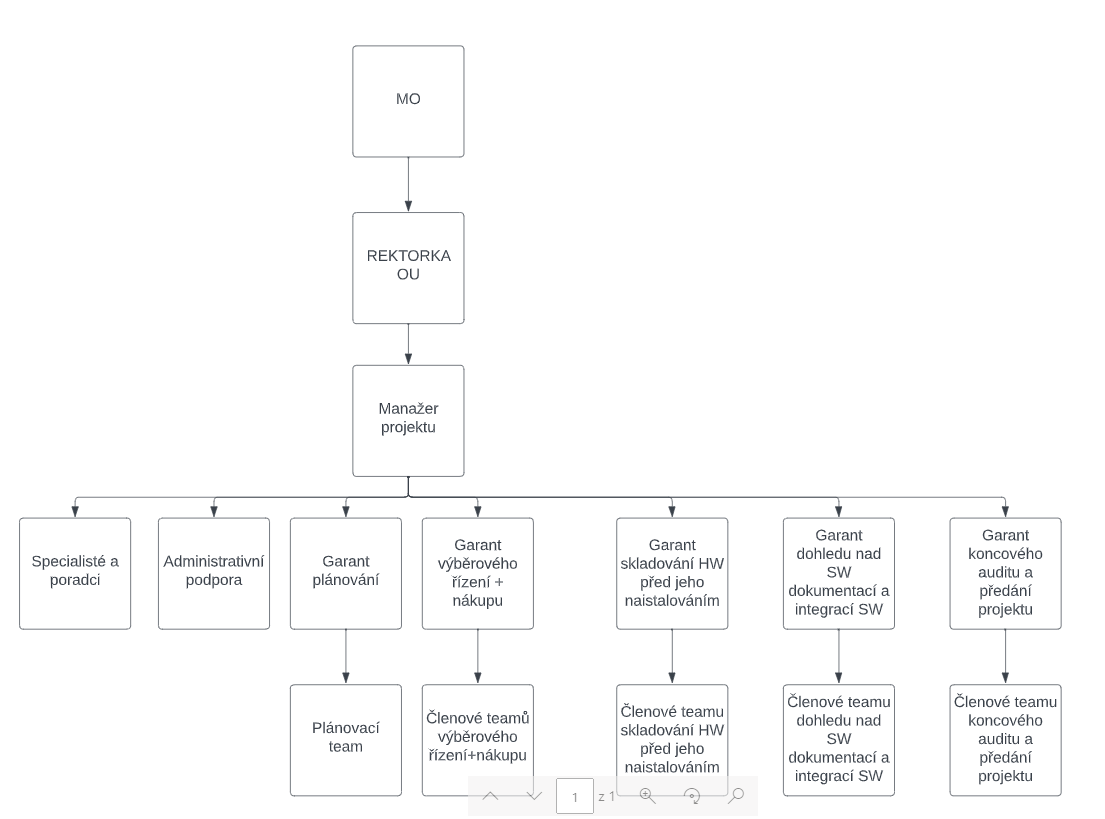 MO
REKTORKA
OU
Manažer
projektu
Specialisté a
poradci
Administrativní
podpora
Garant
plánování
Garant
výběrového
řízení +
nákupu
Garant
skladování HW
před jeho
naistalováním
Garant
dohledu nad
SW
dokumentací a
integrací SW
Garant
koncového
auditu a
předání
projektu
Plánovací
team
Členové teamů
výběrového
řízení+nákupu
Členové teamu
skladování HW
před jeho
naistalováním
Členové teamu
dohledu nad
SW
dokumentací a
integrací SW
Členové teamu
koncového
auditu a
předání
projektu
1 z 1